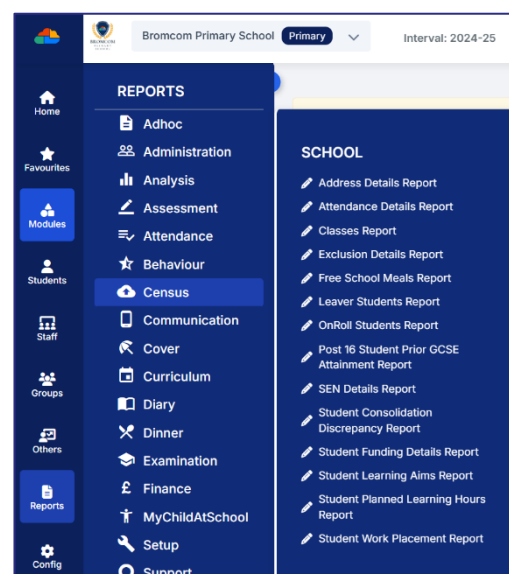 Bromcom Primary School Primary
Interval: 2024-25
Home
Favourites
Modules
Students
Staff
Groups
Others
Reports
Config
REPORTS
Adhoc
Administration
Analysis
Assessment
Attendance
Behaviour
Census
Communication
Cover
Curriculum
Diary
Dinner
Examination
£ Finance
MyChildAtSchool
Setup
Support
SCHOOL
Address Details Report
Attendance Details Report
Classes Report
Exclusion Details Report
Free School Meals Report
Leaver Students Report
OnRoll Students Report
Post 16 Student Prior GCSE
Attainment Report
SEN Details Report
Student Consolidation
Discrepancy Report
Student Funding Details Report
Student Learning Aims Report
Student Planned Learning Hours
Report
Student Work Placement Report